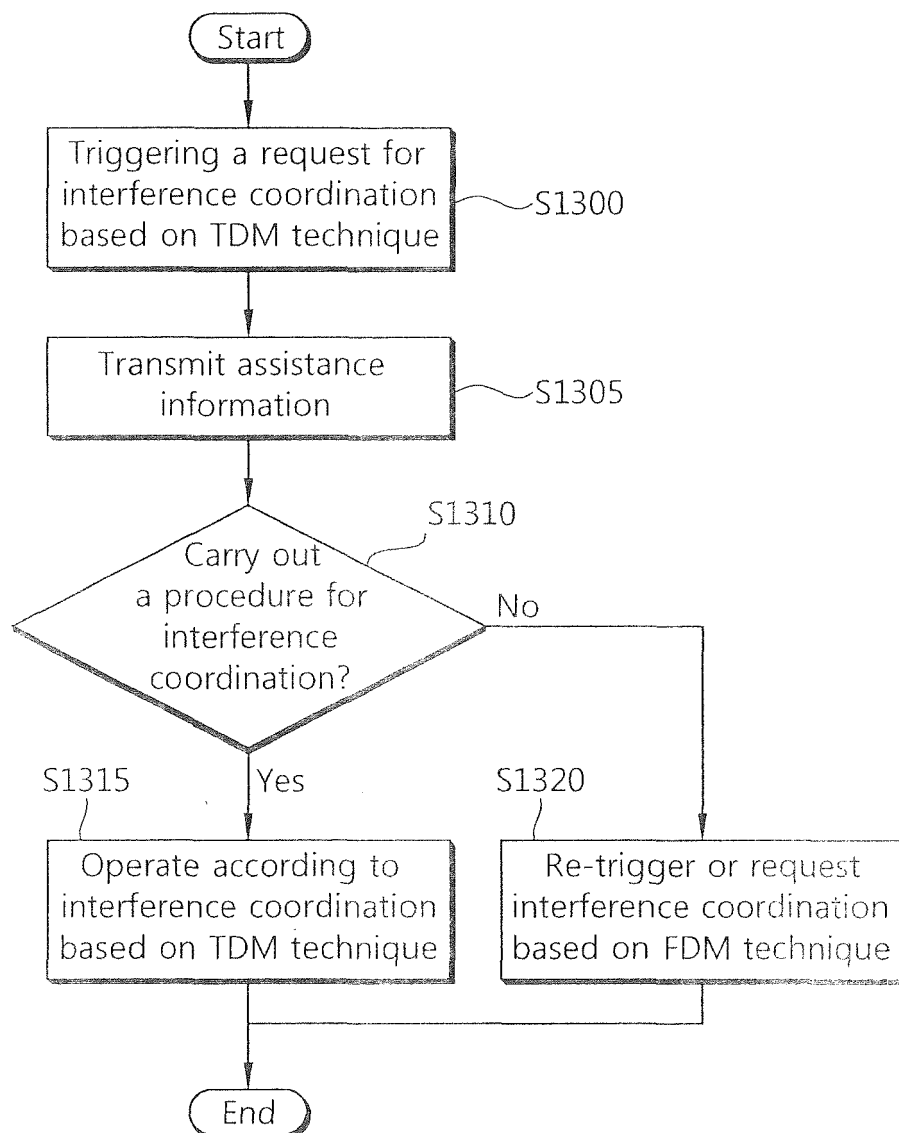 Start
Triggering a request for
interference coordination
based on TDM technique
S1300
Transmit assistance
information
S1305
S1310
Carry out
a procedure for
interference
coordination?
No
Yes
S1315
Operate according to
interference coordination
based on TDM technique
S1320
Re-trigger or request
interference coordination
based on FDM technique
End